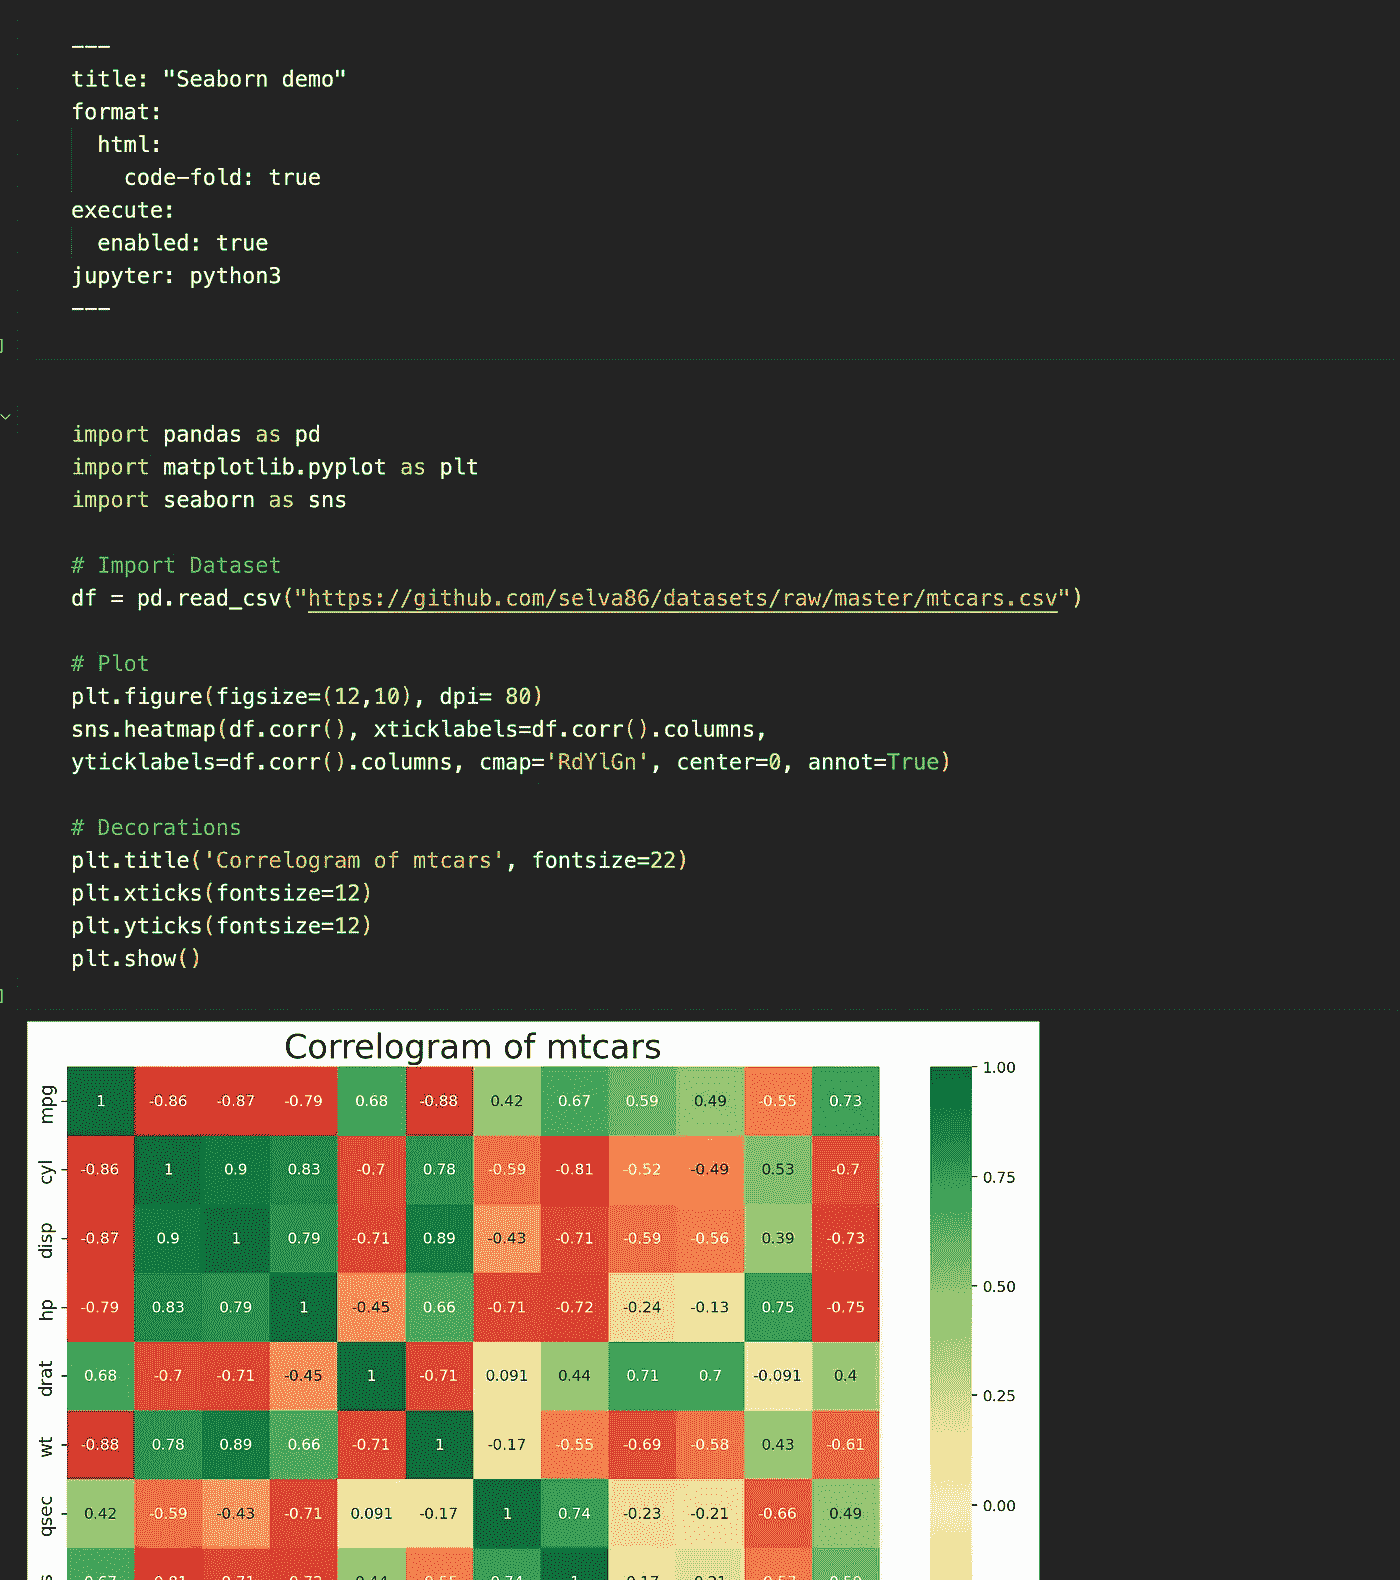 ---
title: "Seaborn demo"
format:
  html:
    code-fold: true
execute:
  enabled: true
jupyter: python3
---
]
import pandas as pd
import matplotlib.pyplot as plt
import seaborn as sns
# Import Dataset
df = pd.read_csv("https://github.com/selva86/datasets/raw/master/mtcars.csv")
# Plot
plt.figure(figsize=(12,10), dpi= 80)
sns.heatmap(df.corr(), xticklabels=df.corr().columns,
yticklabels=df.corr().columns, cmap='RdYlGn', center=0, annot=True)
# Decorations
plt.title('Correlogram of mtcars', fontsize=22)
plt.xticks(fontsize=12)
plt.yticks(fontsize=12)
plt.show()
]
Correlogram of mtcars
mpg 1 -0.86 -0.87 -0.79 0.68 -0.88 0.42 0.67 0.59 0.49 -0.55 0.73
cyl -0.86 1 0.9 0.83 -0.7 0.78 -0.59 -0.81 -0.52 -0.49 0.53 -0.7
disp -0.87 0.9 1 0.79 -0.71 0.89 -0.43 -0.71 -0.59 -0.56 0.39 -0.73
hp -0.79 0.83 0.79 1 -0.45 0.66 -0.71 -0.72 -0.24 -0.13 0.75 -0.75
drat 0.68 -0.7 -0.71 -0.45 1 -0.71 0.091 0.44 0.71 0.7 -0.091 0.4
wt -0.88 0.78 0.89 0.66 -0.71 1 -0.17 -0.55 -0.69 -0.58 0.43 -0.61
qsec 0.42 -0.59 -0.43 -0.71 0.091 -0.17 1 0.74 -0.23 -0.21 -0.66 0.49
1.00
0.75
0.50
0.25
0.00